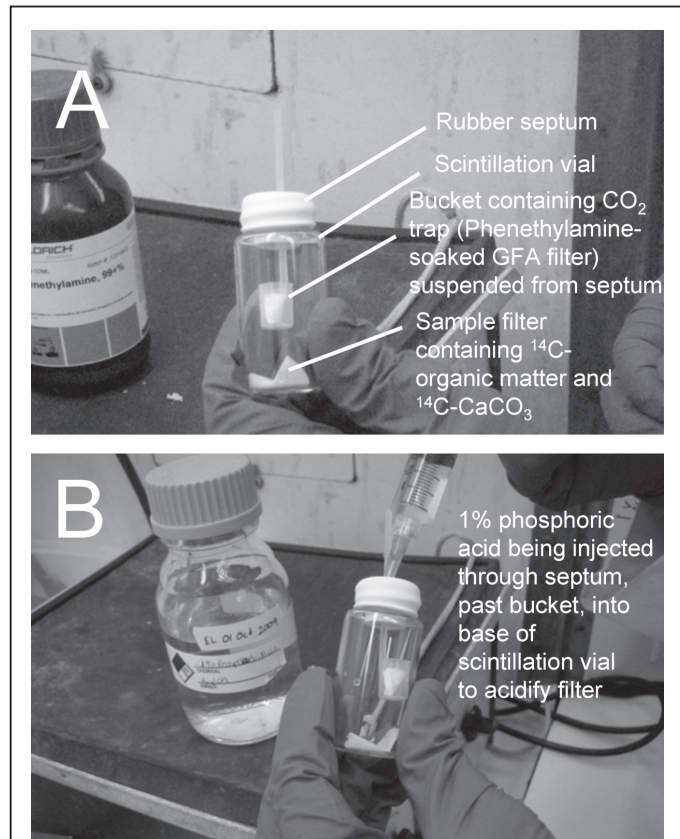 A
Rubber septum
Scintillation vial
Bucket containing CO₂
trap (Phenethylamine-
soaked GFA filter)
suspended from septum
Sample filter
containing ¹⁴C-
organic matter and
¹⁴C-CaCO₃
enethylamine, 99+%
B
1% phosphoric
acid being injected
through septum,
past bucket, into
base of
scintillation vial
to acidify filter
EL 01 Oct 2009